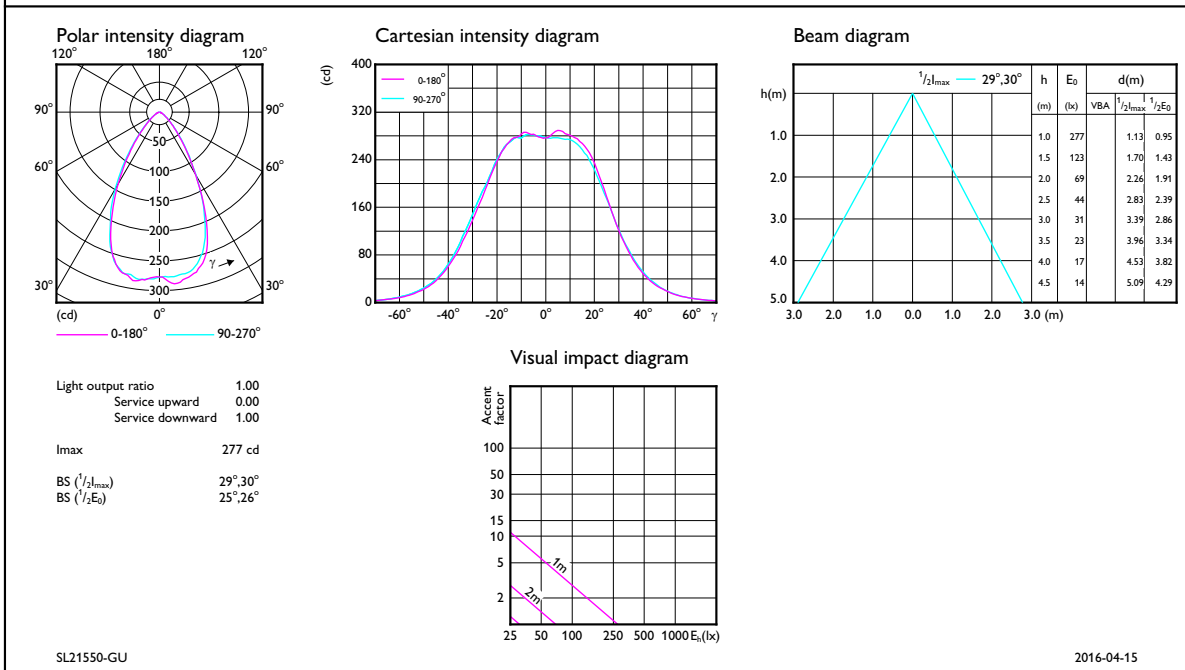 Polar intensity diagram
120° 180° 120°
90° 90°
60° 60°
30° 30°
50
100
150
200
250
300
γ
(cd) 0°
0-180° 90-270°
Cartesian intensity diagram
(cd)
400
320
240
160
80
0
0-180°
90-270°
-60° -40° -20° 0° 20° 40° 60° γ
Beam diagram
h(m)
1/2Imax 29°,30°
1.0
2.0
3.0
4.0
5.0
3.0 2.0 1.0 0.0 1.0 2.0 3.0 (m)
h E0 d(m)
(m) (lx) VBA 1/2Imax 1/2E0
1.0 277 1.13 0.95
1.5 123 1.70 1.43
2.0 69 2.26 1.91
2.5 44 2.83 2.39
3.0 31 3.39 2.86
3.5 23 3.96 3.34
4.0 17 4.53 3.82
4.5 14 5.09 4.29
Light output ratio 1.00
Service upward 0.00
Service downward 1.00
Imax 277 cd
BS (1/2Imax) 29°,30°
BS (1/2E0) 25°,26°
Visual impact diagram
Accent
factor
100
50
30
15
10
5
2
1m
2m
25 50 100 250 500 1000 Eh(lx)
SL21550-GU 2016-04-15